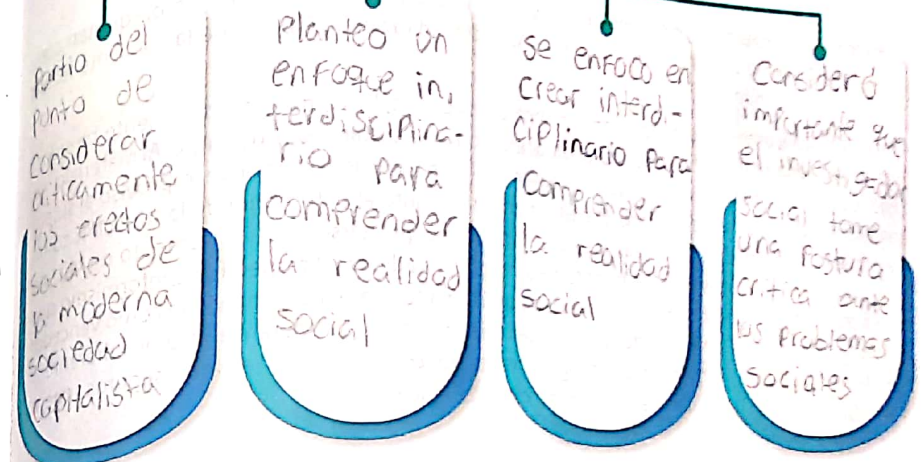 Partio del
punto de
considerar
criticamente
los efectos
sociales de
la moderna
sociedad
capitalista
Planteo un
enfoque in,
terdisciplina-
rio para
comprender
la realidad
social
se enfoco en
crear interdi-
ciplinario para
comprender
la realidad
social
Consideró
importante que
el investigador
social tome
una postura
critica ante
los problemas
sociales